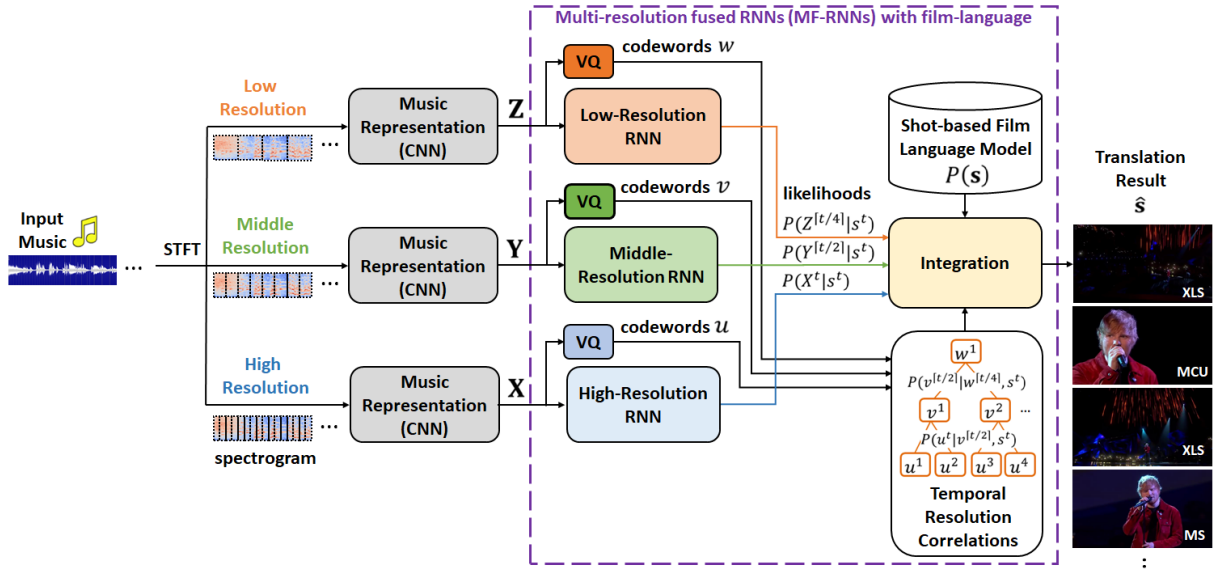 Multi-resolution fused RNNs (MF-RNNs) with film-language
Input
Music
...
STFT
Low
Resolution
...
Middle
Resolution
...
High
Resolution
...
spectrogram
Music
Representation
(CNN)
Z
Music
Representation
(CNN)
Y
Music
Representation
(CNN)
X
VQ
codewords w
Low-Resolution
RNN
VQ
codewords v
Middle-
Resolution RNN
VQ
codewords u
High-Resolution
RNN
likelihoods
P(Z^{⌈t/4⌉}|s^t)
P(Y^{⌈t/2⌉}|s^t)
P(X^t|s^t)
Shot-based Film
Language Model
P(s)
Integration
w^1
P(v^{⌈t/2⌉}|w^{⌈t/4⌉}, s^t)
v^1 v^2 ...
P(u^t|v^{⌈t/2⌉}, s^t)
u^1 u^2 u^3 u^4
Temporal
Resolution
Correlations
Translation
Result
ŝ
XLS
MCU
XLS
MS
: